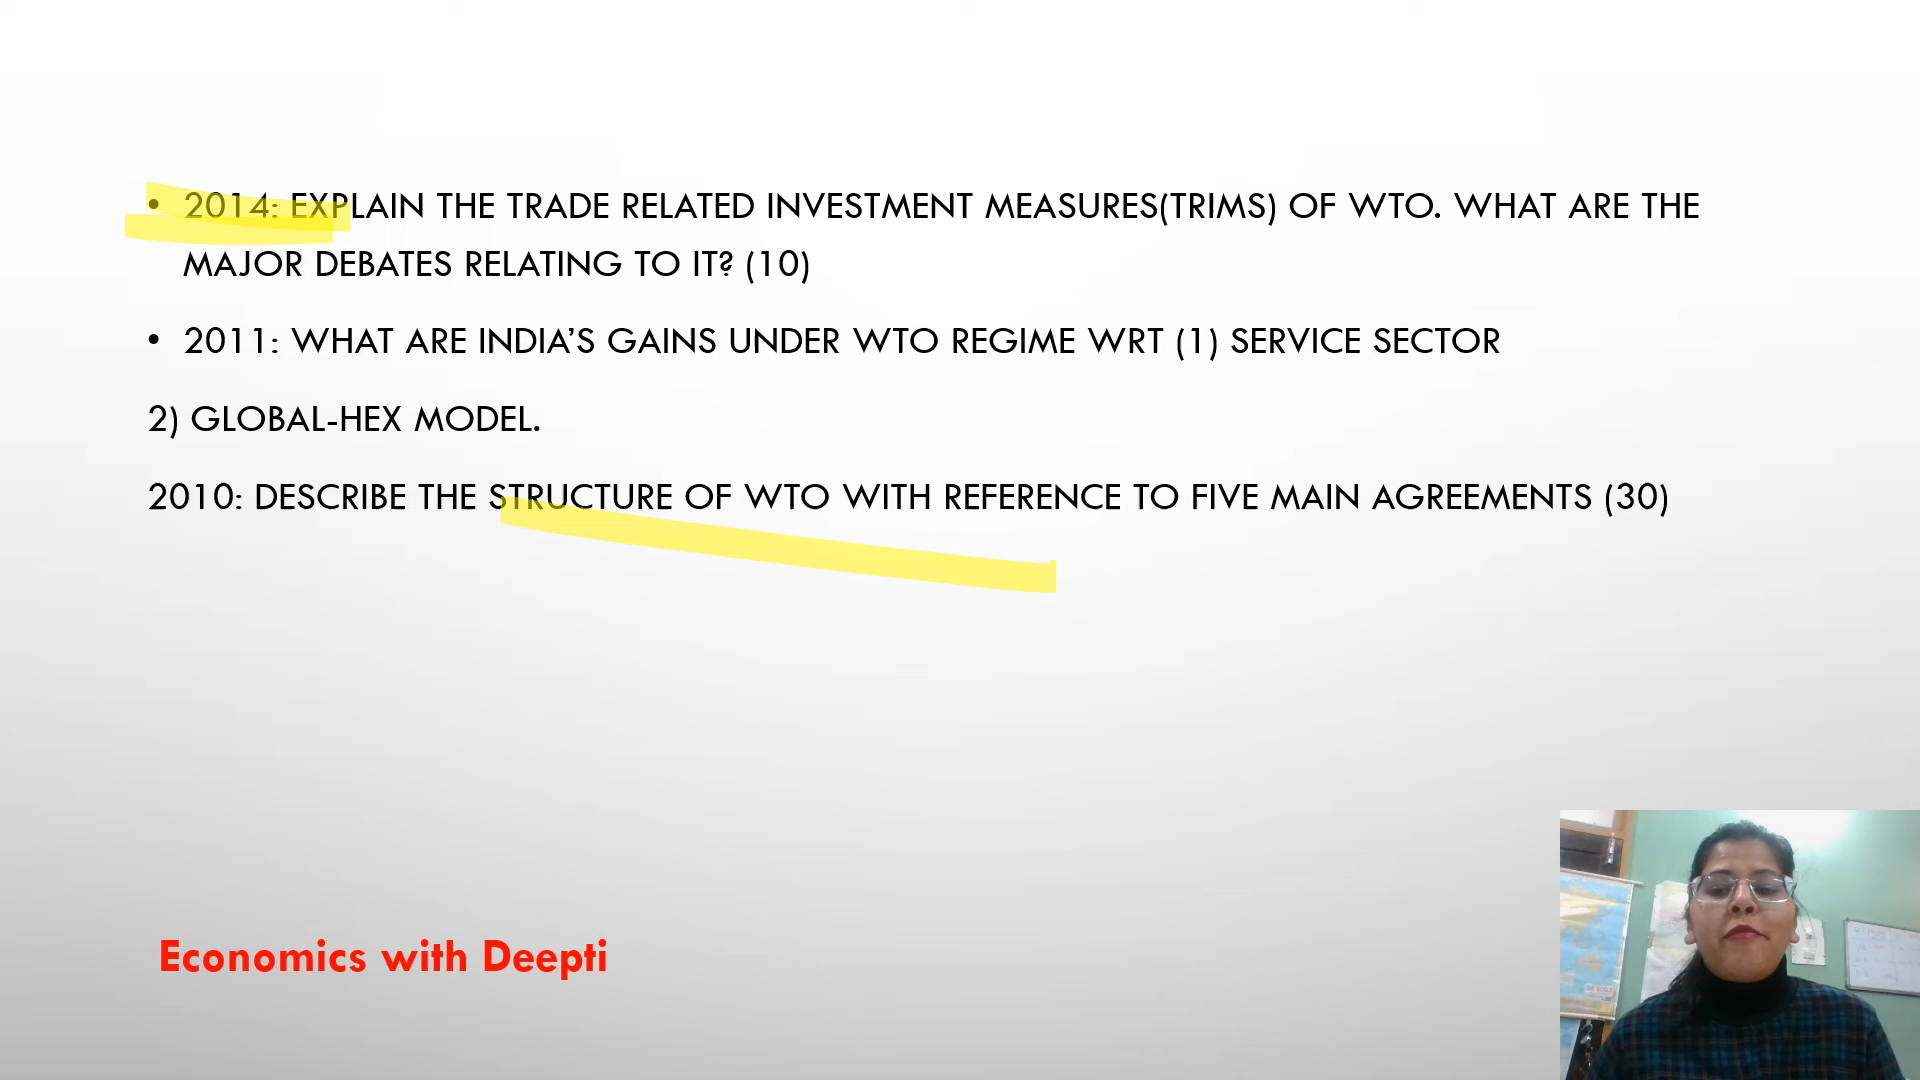 • 2014: EXPLAIN THE TRADE RELATED INVESTMENT MEASURES(TRIMS) OF WTO. WHAT ARE THE
MAJOR DEBATES RELATING TO IT? (10)
• 2011: WHAT ARE INDIA’S GAINS UNDER WTO REGIME WRT (1) SERVICE SECTOR
2) GLOBAL-HEX MODEL.
2010: DESCRIBE THE STRUCTURE OF WTO WITH REFERENCE TO FIVE MAIN AGREEMENTS (30)
Economics with Deepti